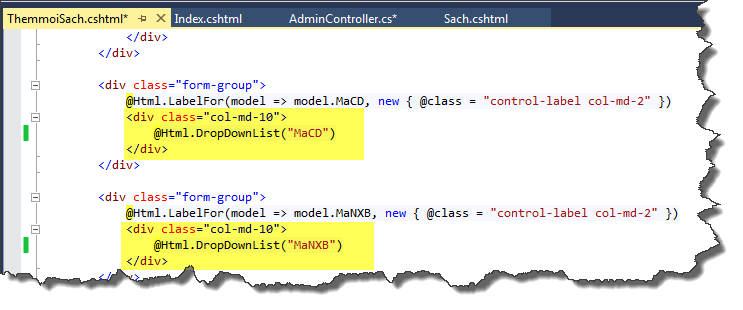 ThemmoiSach.cshtml* Index.cshtml AdminController.cs* Sach.cshtml
</div>
</div>
<div class="form-group">
@Html.LabelFor(model => model.MaCD, new { @class = "control-label col-md-2" })
<div class="col-md-10">
@Html.DropDownList("MaCD")
</div>
</div>
<div class="form-group">
@Html.LabelFor(model => model.MaNXB, new { @class = "control-label col-md-2" })
<div class="col-md-10">
@Html.DropDownList("MaNXB")
</div>
</div>